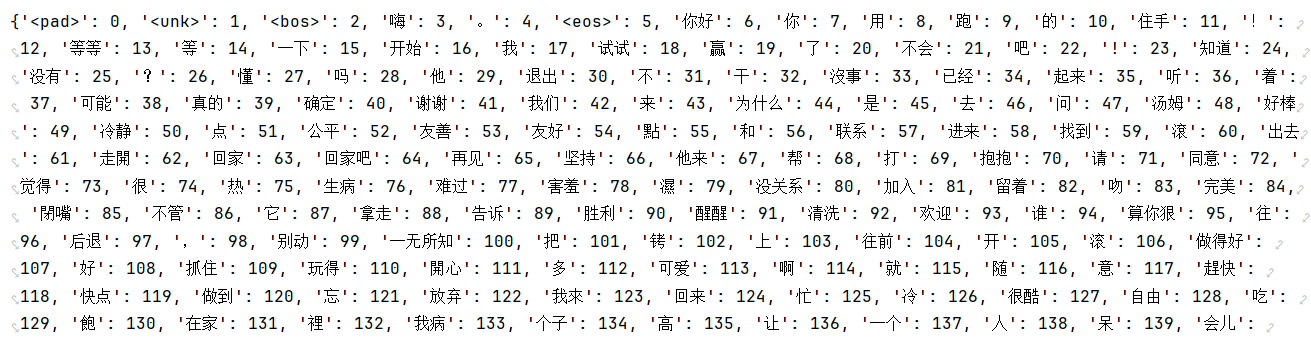 {'<pad>': 0, '<unk>': 1, '<bos>': 2, '嗨': 3, '。': 4, '<eos>': 5, '你好': 6, '你': 7, '用': 8, '跑': 9, '的': 10, '住手': 11, '！':
12, '等等': 13, '等': 14, '一下': 15, '开始': 16, '我': 17, '试试': 18, '赢': 19, '了': 20, '不会': 21, '吧': 22, '!': 23, '知道': 24,
'没有': 25, '？': 26, '懂': 27, '吗': 28, '他': 29, '退出': 30, '不': 31, '干': 32, '沒事': 33, '已经': 34, '起来': 35, '听': 36, '着':
37, '可能': 38, '真的': 39, '确定': 40, '谢谢': 41, '我们': 42, '来': 43, '为什么': 44, '是': 45, '去': 46, '问': 47, '汤姆': 48, '好棒
': 49, '冷静': 50, '点': 51, '公平': 52, '友善': 53, '友好': 54, '點': 55, '和': 56, '联系': 57, '进来': 58, '找到': 59, '滚': 60, '出去
': 61, '走開': 62, '回家': 63, '回家吧': 64, '再见': 65, '坚持': 66, '他来': 67, '帮': 68, '打': 69, '抱抱': 70, '请': 71, '同意': 72, '
觉得': 73, '很': 74, '热': 75, '生病': 76, '难过': 77, '害羞': 78, '濕': 79, '没关系': 80, '加入': 81, '留着': 82, '吻': 83, '完美': 84,
'閉嘴': 85, '不管': 86, '它': 87, '拿走': 88, '告诉': 89, '胜利': 90, '醒醒': 91, '清洗': 92, '欢迎': 93, '谁': 94, '算你狠': 95, '往':
96, '后退': 97, '，': 98, '别动': 99, '一无所知': 100, '把': 101, '铐': 102, '上': 103, '往前': 104, '开': 105, '滾': 106, '做得好':
107, '好': 108, '抓住': 109, '玩得': 110, '開心': 111, '多': 112, '可爱': 113, '啊': 114, '就': 115, '随': 116, '意': 117, '趕快':
118, '快点': 119, '做到': 120, '忘': 121, '放弃': 122, '我來': 123, '回来': 124, '忙': 125, '冷': 126, '很酷': 127, '自由': 128, '吃':
129, '飽': 130, '在家': 131, '裡': 132, '我病': 133, '个子': 134, '高': 135, '让': 136, '一个': 137, '人': 138, '呆': 139, '会儿':